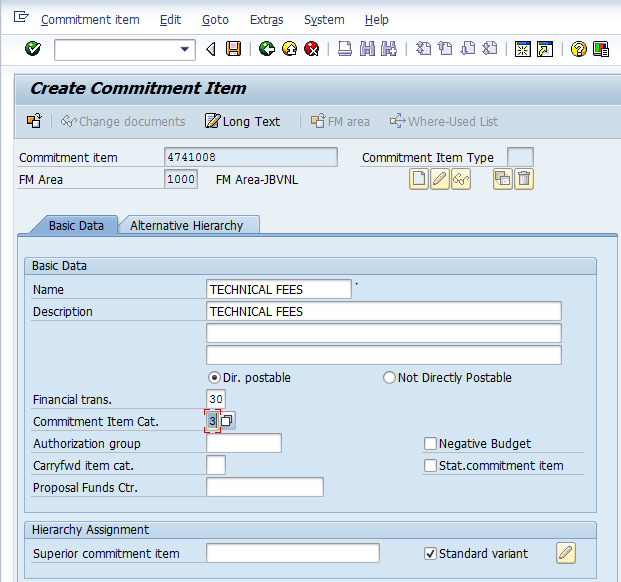 Commitment item Edit Goto Extras System Help
Create Commitment Item
Change documents Long Text FM area Where-Used List
Commitment item 4741008 Commitment Item Type
FM Area 1000 FM Area-JBVNL
Basic Data Alternative Hierarchy
Basic Data
Name TECHNICAL FEES
Description TECHNICAL FEES
Dir. postable Not Directly Postable
Financial trans. 30
Commitment Item Cat. 3
Authorization group Negative Budget
Carryfwd item cat. Stat.commitment item
Proposal Funds Ctr.
Hierarchy Assignment
Superior commitment item Standard variant